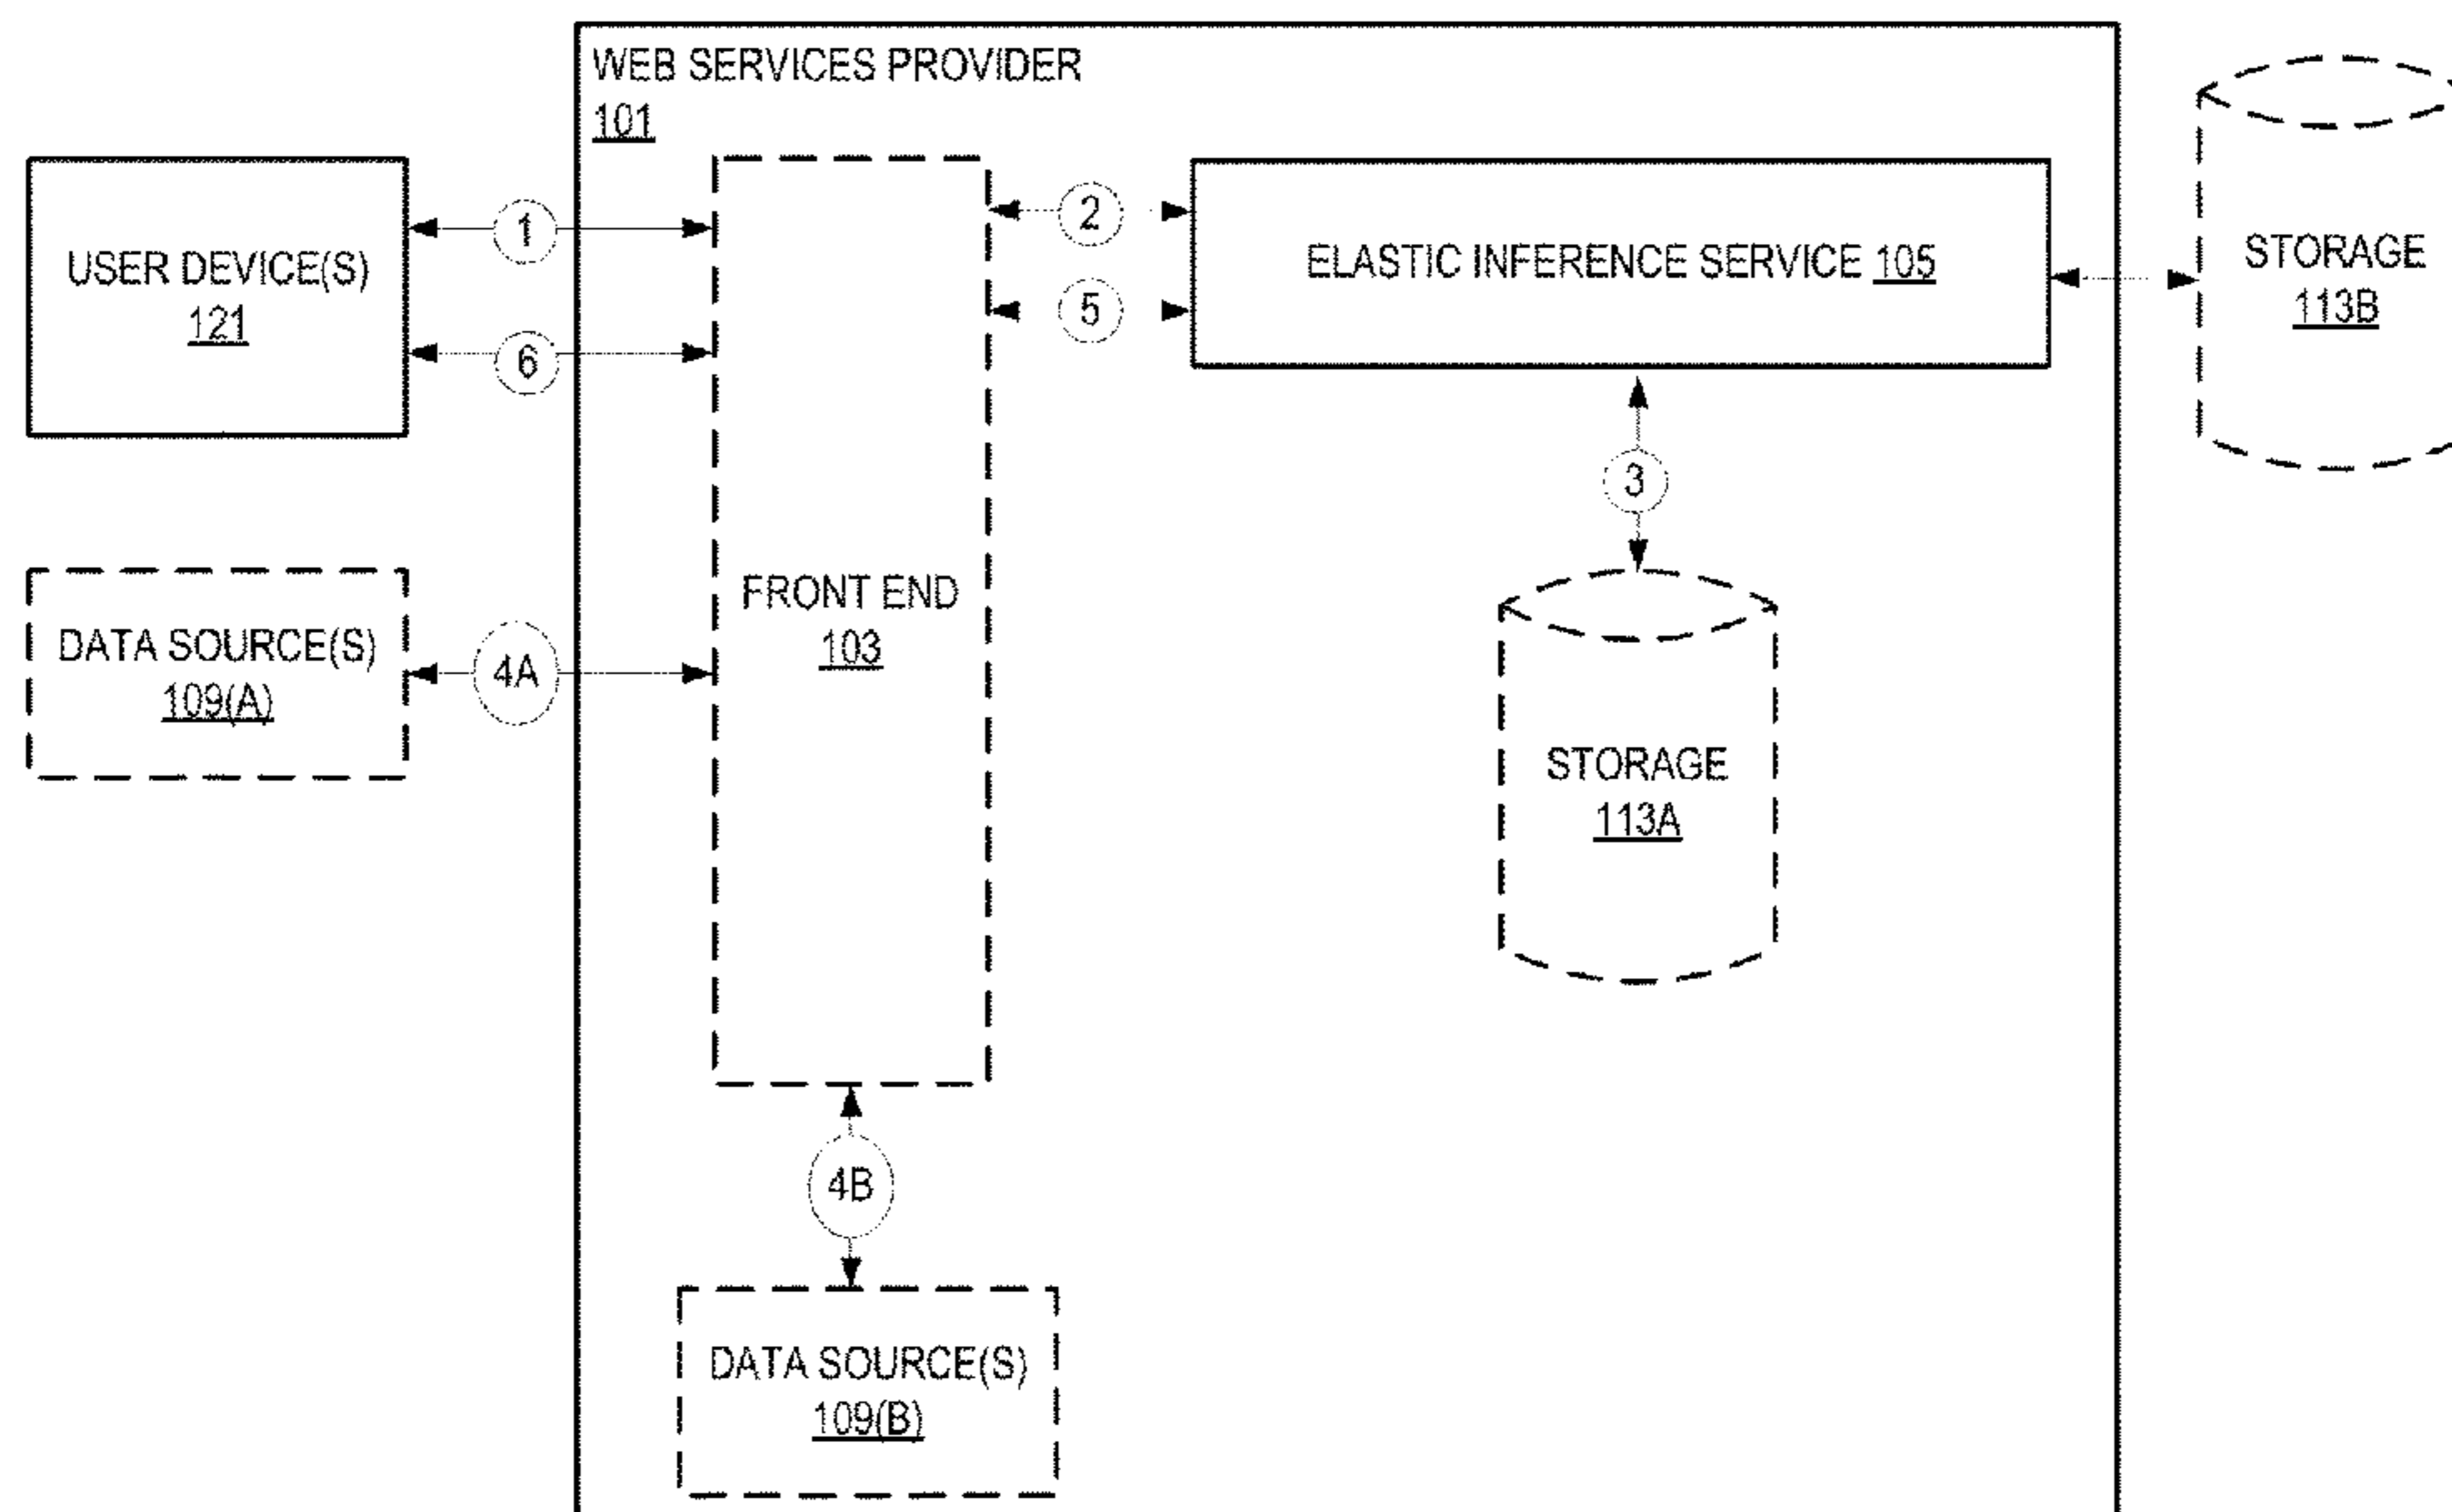 WEB SERVICES PROVIDER
101
USER DEVICE(S)
121
1
6
2
5
ELASTIC INFERENCE SERVICE 105
STORAGE
113B
3
DATA SOURCE(S)
109(A)
4A
FRONT END
103
STORAGE
113A
4B
DATA SOURCE(S)
109(B)